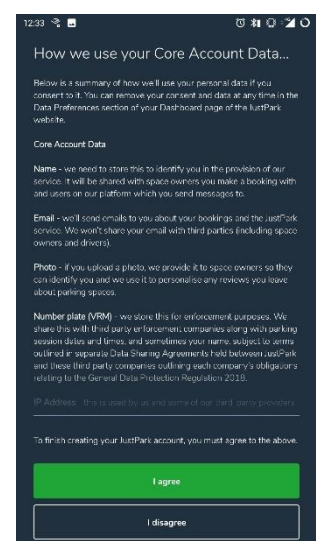 12:33
How we use your Core Account Data...
Below is a summary of how we'll use your personal data if you
consent to it. You can remove your consent and data at any time in the
Data Preferences section of your Dashboard page of the JustPark
website.
Core Account Data
Name - we need to store this to identify you in the provision of our
service. It will be shared with space owners you make a booking with
and users on our platform which you send messages to.
Email - we'll send emails to you about your bookings and the JustPark
service. We won't share your email with third parties (including space
owners and drivers).
Photo - if you upload a photo, we provide it to space owners so they
can identify you and we use it to personalise any reviews you leave
about parking spaces.
Number plate (VRM) - we store this for enforcement purposes. We
share this with third party enforcement companies along with parking
session dates and times, and sometimes your name, subject to terms
outlined in separate Data Sharing Agreements held between JustPark
and these third party companies outlining each company's obligations
relating to the General Data Protection Regulation 2018.
IP Address - this is used by us and some of our third party providers
To finish creating your JustPark account, you must agree to the above.
I agree
I disagree